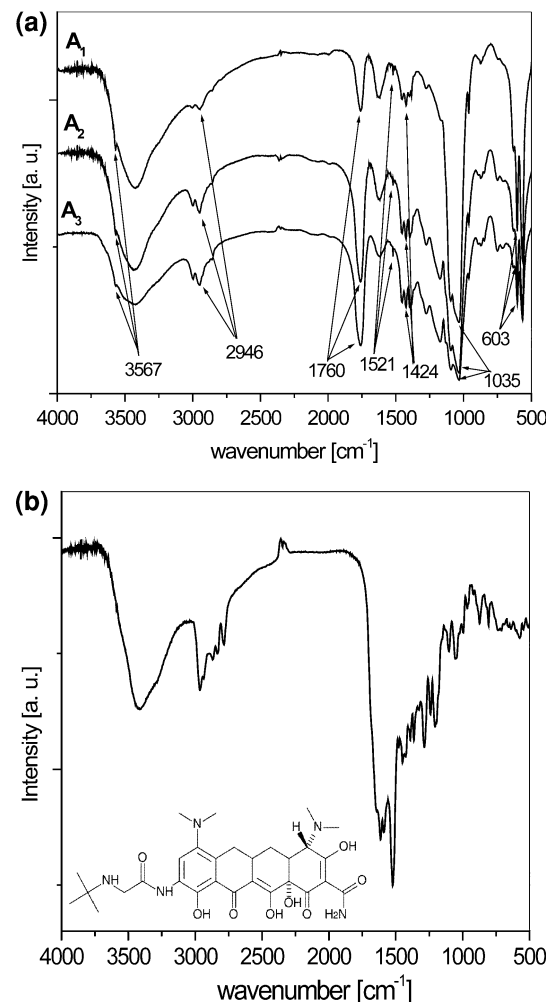 (a)
A1
A2
A3
Intensity [a. u.]
3567
2946
1760
1521
1424
603
1035
4000 3500 3000 2500 2000 1500 1000 500
wavenumber [cm-1]
(b)
Intensity [a. u.]
N
H
N
OH
O
HN
NH
OH
O
OH
OH
O
O
H2N
4000 3500 3000 2500 2000 1500 1000 500
wavenumber [cm-1]